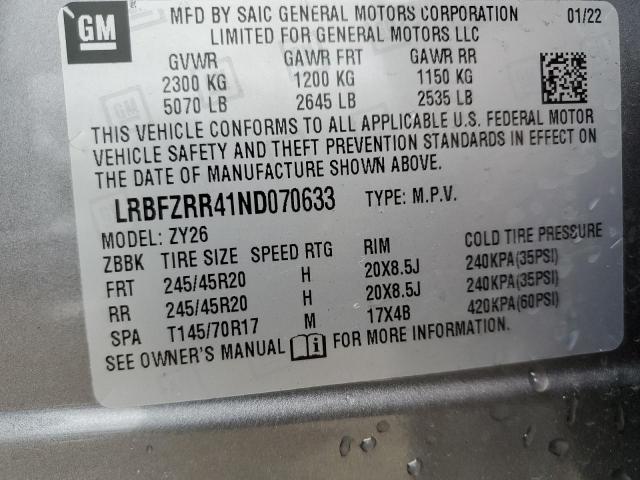 GM
MFD BY SAIC GENERAL MOTORS CORPORATION 01/22
LIMITED FOR GENERAL MOTORS LLC
GVWR GAWR FRT GAWR RR
2300 KG 1200 KG 1150 KG
5070 LB 2645 LB 2535 LB
THIS VEHICLE CONFORMS TO ALL APPLICABLE U.S. FEDERAL MOTOR
VEHICLE SAFETY AND THEFT PREVENTION STANDARDS IN EFFECT ON
THE DATE OF MANUFACTURE SHOWN ABOVE.
LRBFZRR41ND070633 TYPE: M.P.V.
MODEL: ZY26
ZBBK TIRE SIZE SPEED RTG RIM COLD TIRE PRESSURE
FRT 245/45R20 H 20X8.5J 240KPA(35PSI)
RR 245/45R20 H 20X8.5J 240KPA(35PSI)
SPA T145/70R17 M 17X4B 420KPA(60PSI)
SEE OWNER'S MANUAL i FOR MORE INFORMATION.